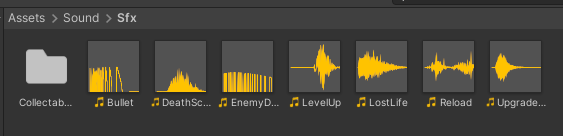 Assets > Sound > Sfx
Collectab... Bullet DeathSc... EnemyD... LevelUp LostLife Reload Upgrade...